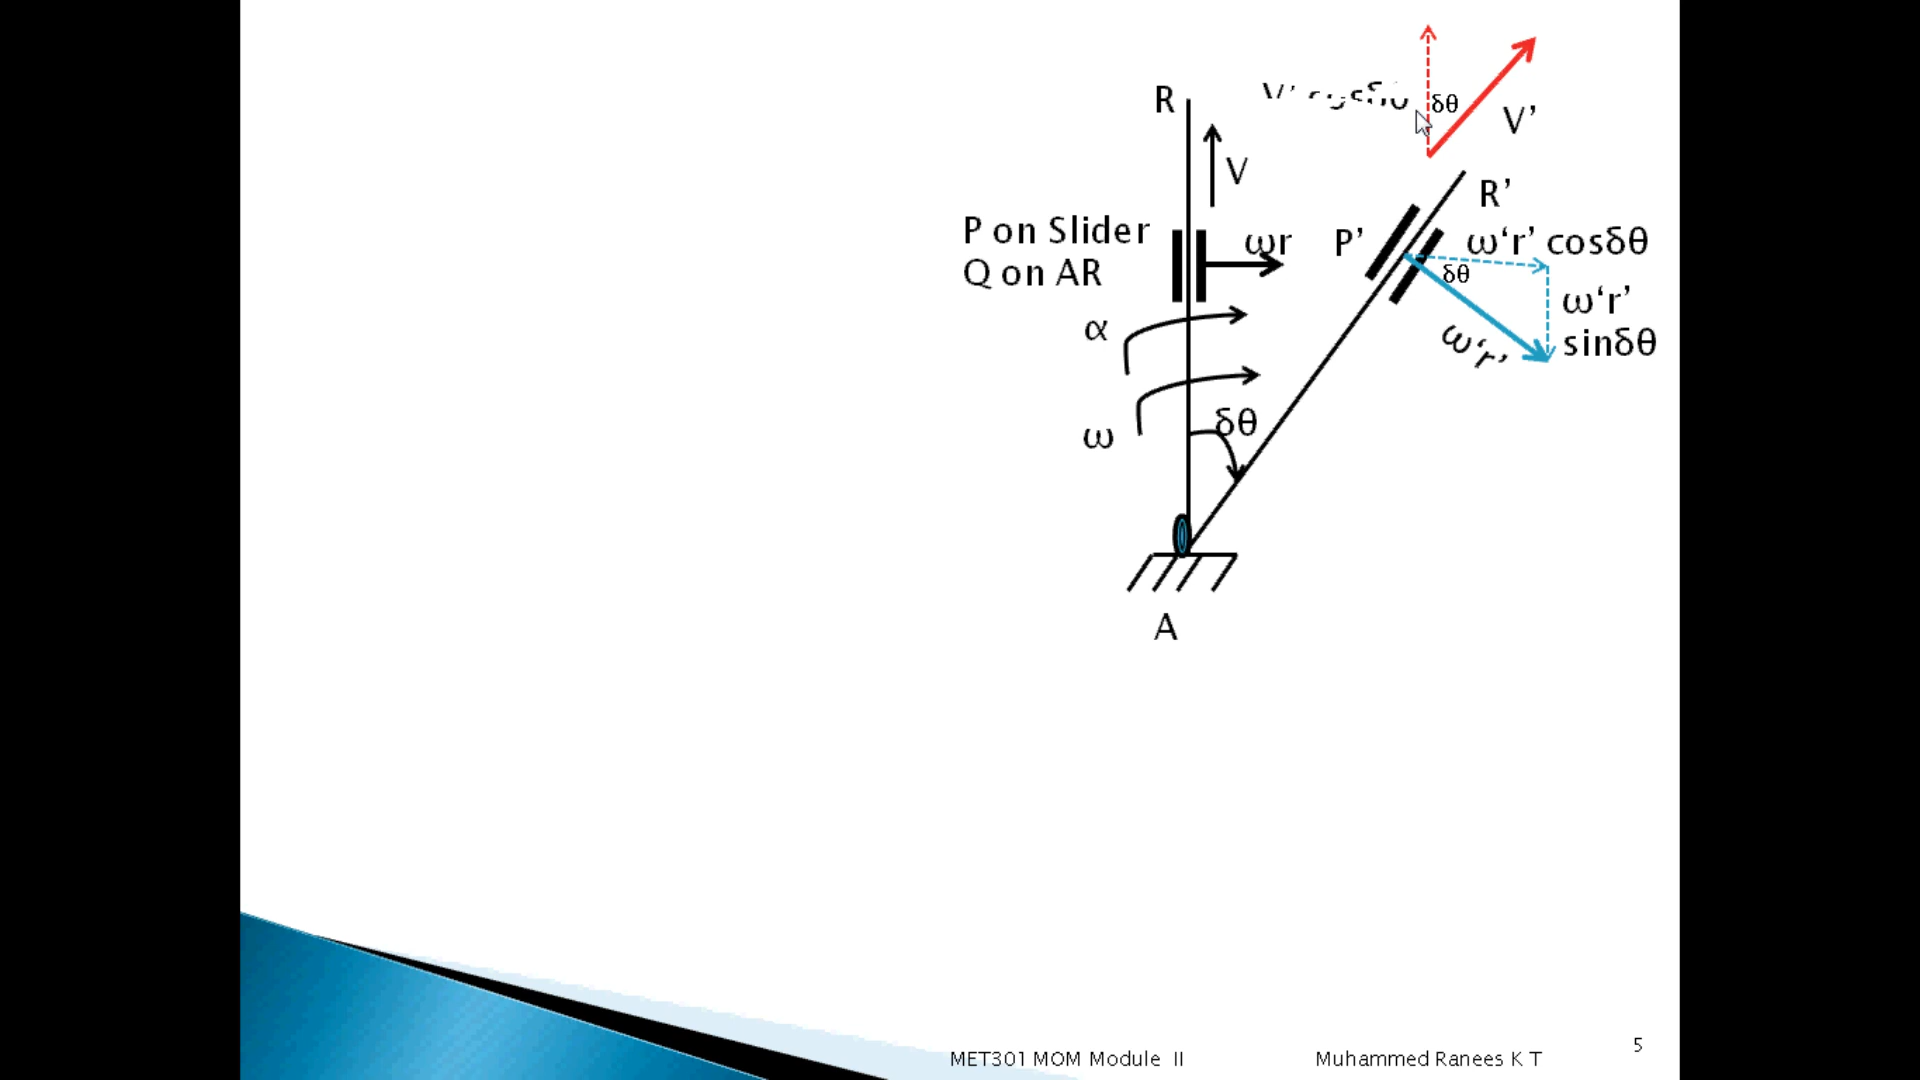 R
δθ
V’
V
R’
P on Slider
Q on AR
ωr
P’
ω‘r’ cosδθ
δθ
ω‘r’
sinδθ
ω‘r’
α
ω
δθ
A
MET301 MOM Module II
Muhammed Ranees K T
5